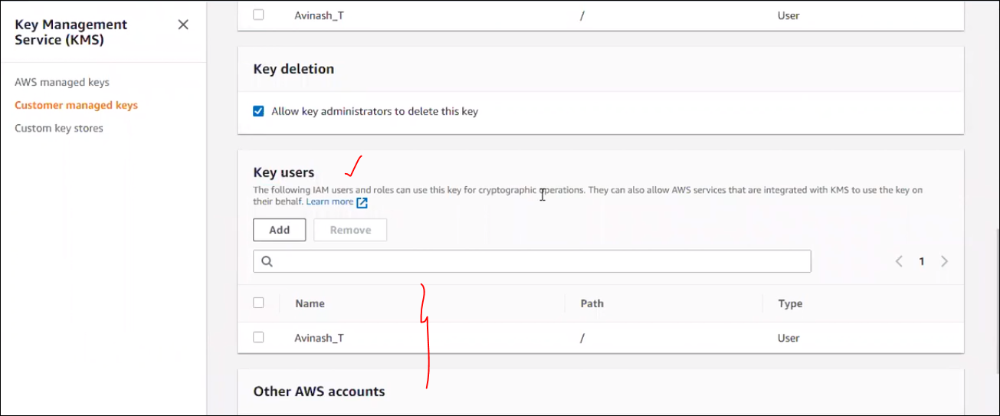 Key Management
Service (KMS)
AWS managed keys
Customer managed keys
Custom key stores
Avinash_T / User
Key deletion
Allow key administrators to delete this key
Key users
The following IAM users and roles can use this key for cryptographic operations. They can also allow AWS services that are integrated with KMS to use the key on
their behalf. Learn more
Add Remove
1
Name Path Type
Avinash_T / User
Other AWS accounts